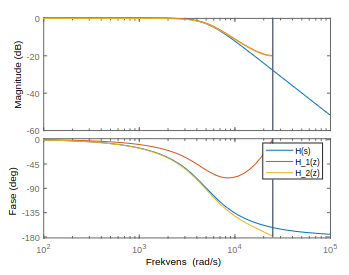 0
-20
-40
-60
Magnitude (dB)
0
-45
-90
-135
-180
Fase (deg)
H(s)
H_1(z)
H_2(z)
10^2
10^3
10^4
10^5
Frekvens (rad/s)